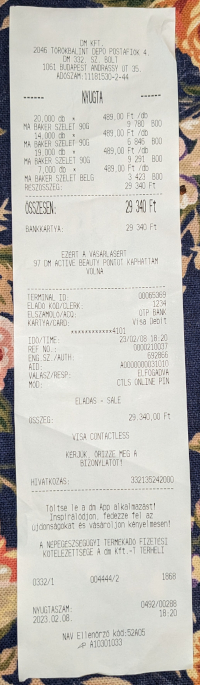 DM KFT.
2046 TÖRÖKBÁLINT DEPO POSTAFIÓK 4.
DM 332. SZ. BOLT
1061 BUDAPEST ANDRÁSSY ÚT 35.
ADÓSZÁM:11181530-2-44
NYUGTA
20,000 db * 489,00 Ft /db
MA BAKER SZELET 90G 9 780 B00
14,000 db * 489,00 Ft /db
MA BAKER SZELET 90G 6 846 B00
19,000 db * 489,00 Ft /db
MA BAKER SZELET 90G 9 291 B00
7,000 db * 489,00 Ft /db
MA BAKER SZELET BELG 3 423 B00
RÉSZÖSSZEG: 29 340 Ft
ÖSSZESEN: 29 340 Ft
BANKKÁRTYA: 29 340 Ft
EZÉRT A VÁSÁRLÁSÉRT
97 DM ACTIVE BEAUTY PONTOT KAPHATTAM
VOLNA
TERMINAL ID: 00065369
ELADÓ KÓD/CLERK: 1234
ELSZÁMOLÓ/ACQ: OTP BANK
KÁRTYA/CARD: Visa Debit
************4101
IDŐ/TIME: 23/02/08 18:20
REF NO.: 0000210037
ENG.SZ./AUTH: 692866
AID: A0000000031010
VÁLASZ/RESP: ELFOGADVA
MOD: CTLS ONLINE PIN
ELADÁS - SALE
ÖSSZEG: 29.340,00 Ft
VISA CONTACTLESS
KÉRJÜK, ŐRIZZE MEG A
BIZONYLATOT!
HIVATKOZÁS: 332135242000
Töltse le a dm App alkalmazást!
Inspirálódjon, fedezze fel az
újdonságokat és vásároljon kényelmesen!
A NÉPEGÉSZSÉGÜGYI TERMÉKADÓ FIZETÉSI
KÖTELEZETTSÉGE A dm Kft.-T TERHELI
0332/1 004444/2 1868
NYUGTASZÁM: 0492/00288
2023.02.08. 18:20
NAV Ellenőrző kód:52A05
AP A10301033